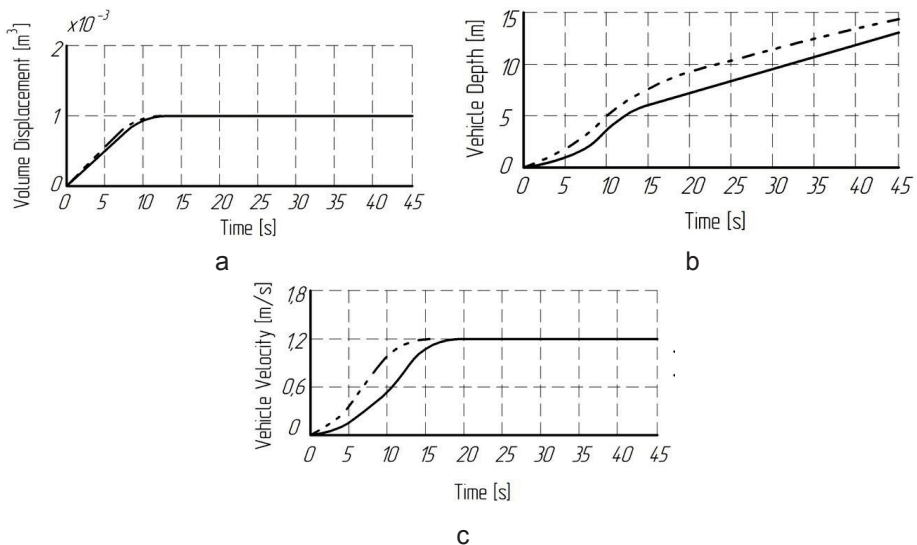 x10⁻³
Volume Displacement [m³]
2
1
0
0 5 10 15 20 25 30 35 40 45
Time [s]
a
Vehicle Depth [m]
15
10
5
0
0 5 10 15 20 25 30 35 40 45
Time [s]
b
Vehicle Velocity [m/s]
1,8
1,2
0,6
0
0 5 10 15 20 25 30 35 40 45
Time [s]
c